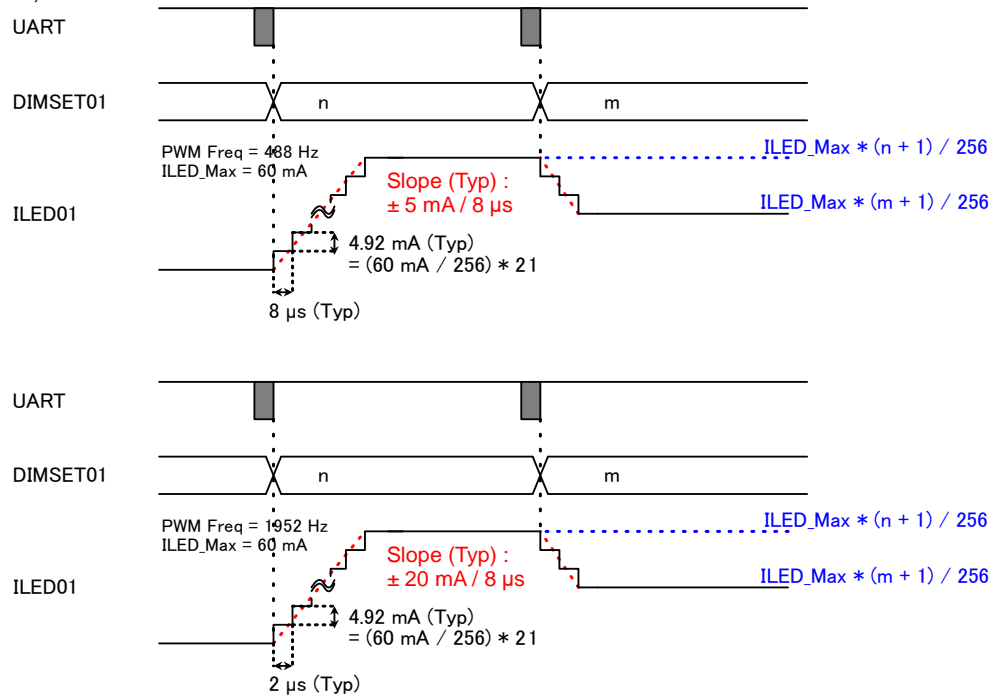 UART
DIMSET01
n
m
PWM Freq = 488 Hz
ILED_Max = 60 mA
ILED_Max * (n + 1) / 256
Slope (Typ) :
± 5 mA / 8 µs
ILED_Max * (m + 1) / 256
ILED01
4.92 mA (Typ)
= (60 mA / 256) * 21
8 µs (Typ)
UART
DIMSET01
n
m
PWM Freq = 1952 Hz
ILED_Max = 60 mA
ILED_Max * (n + 1) / 256
Slope (Typ) :
± 20 mA / 8 µs
ILED_Max * (m + 1) / 256
ILED01
4.92 mA (Typ)
= (60 mA / 256) * 21
2 µs (Typ)